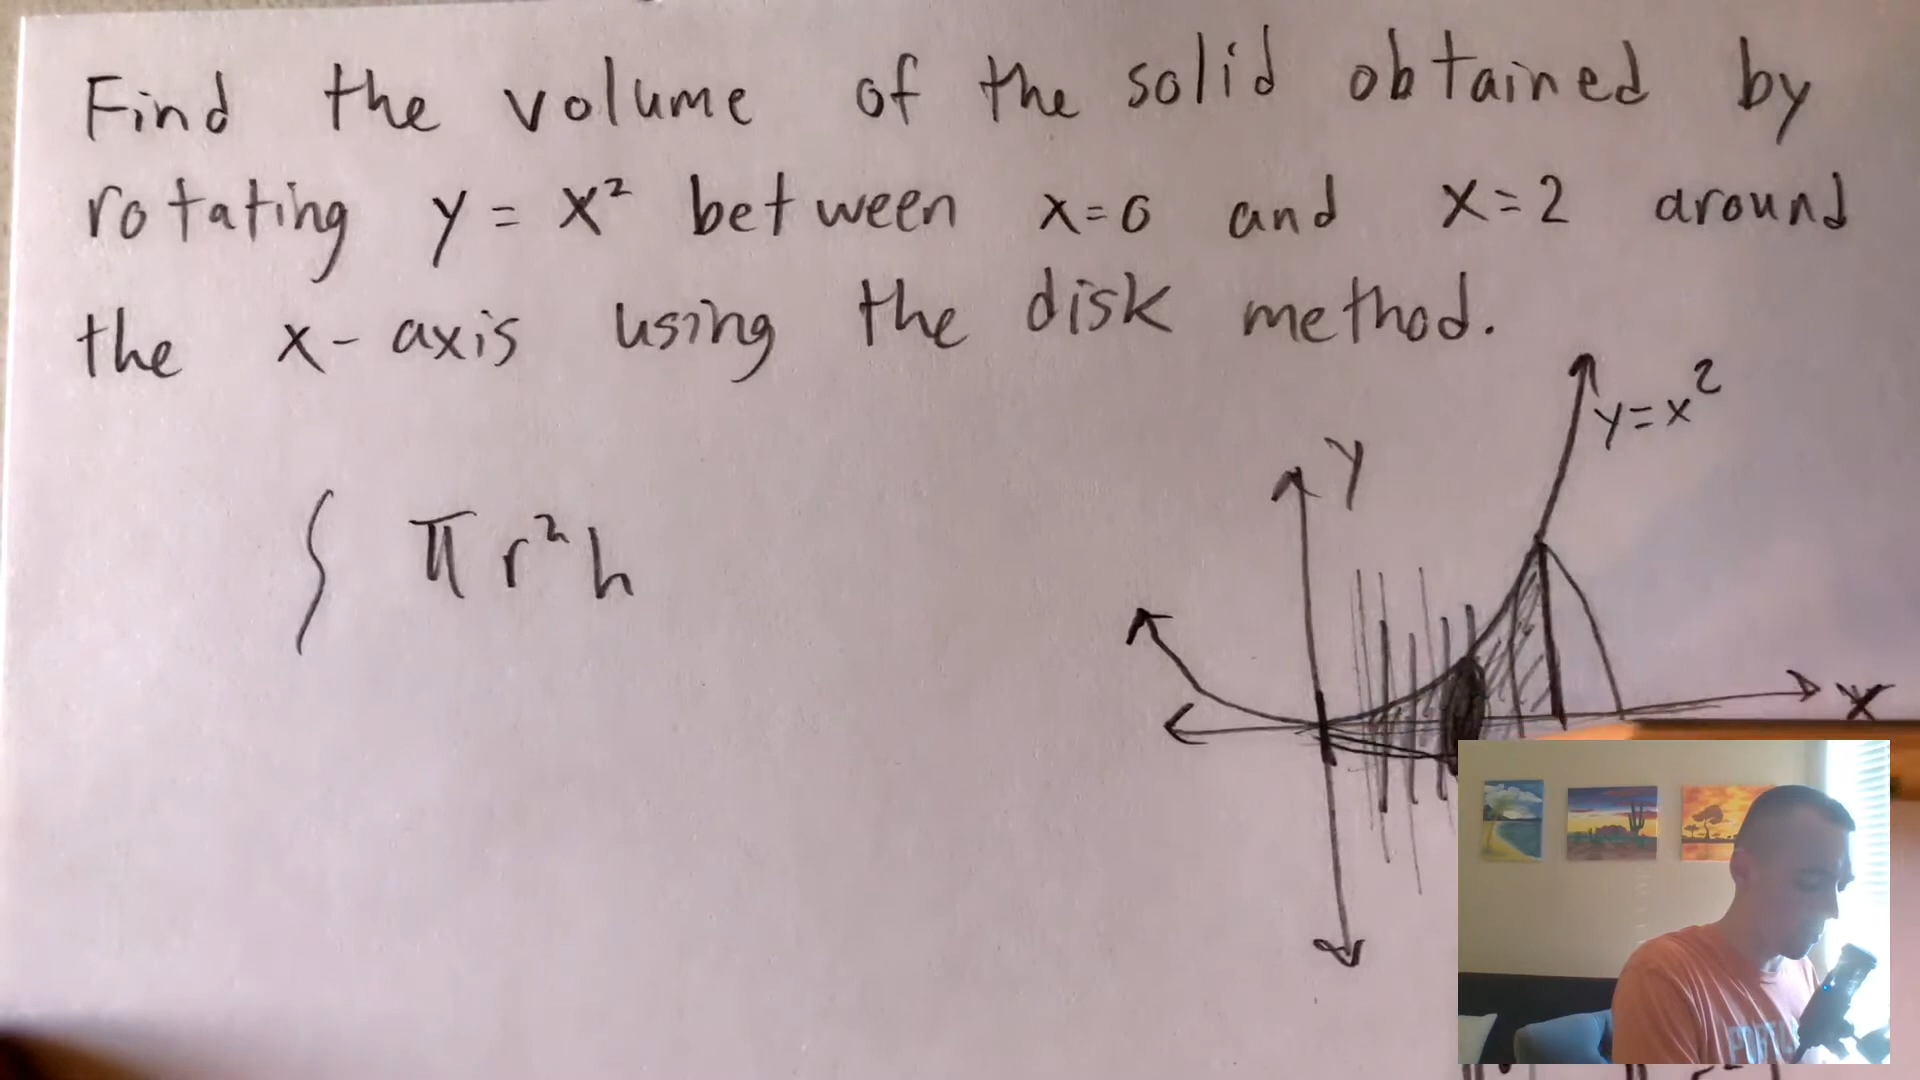 Find the volume of the solid obtained by
rotating y = x² between x=0 and x=2 around
the x-axis using the disk method.
y=x²
Y
∫ πr²h
X